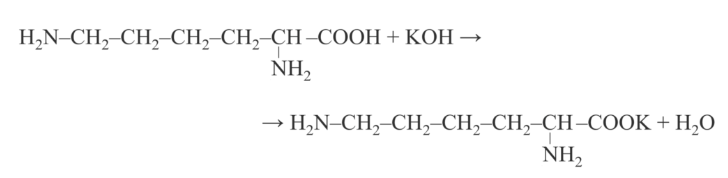 H₂N–CH₂–CH₂–CH₂–CH₂–CH–COOH + KOH →
NH₂
→ H₂N–CH₂–CH₂–CH₂–CH₂–CH–COOK + H₂O
NH₂